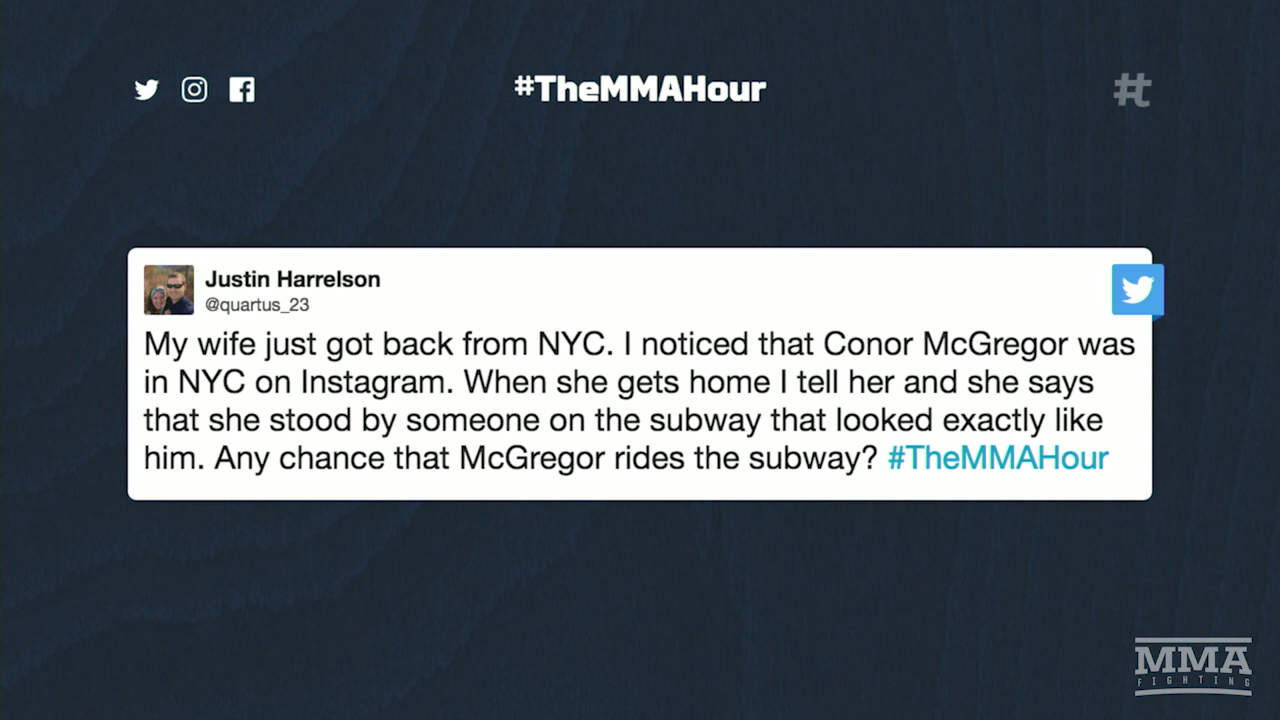 #TheMMAHour
Justin Harrelson
@quartus_23
My wife just got back from NYC. I noticed that Conor McGregor was
in NYC on Instagram. When she gets home I tell her and she says
that she stood by someone on the subway that looked exactly like
him. Any chance that McGregor rides the subway? #TheMMAHour
MMA
FIGHTING